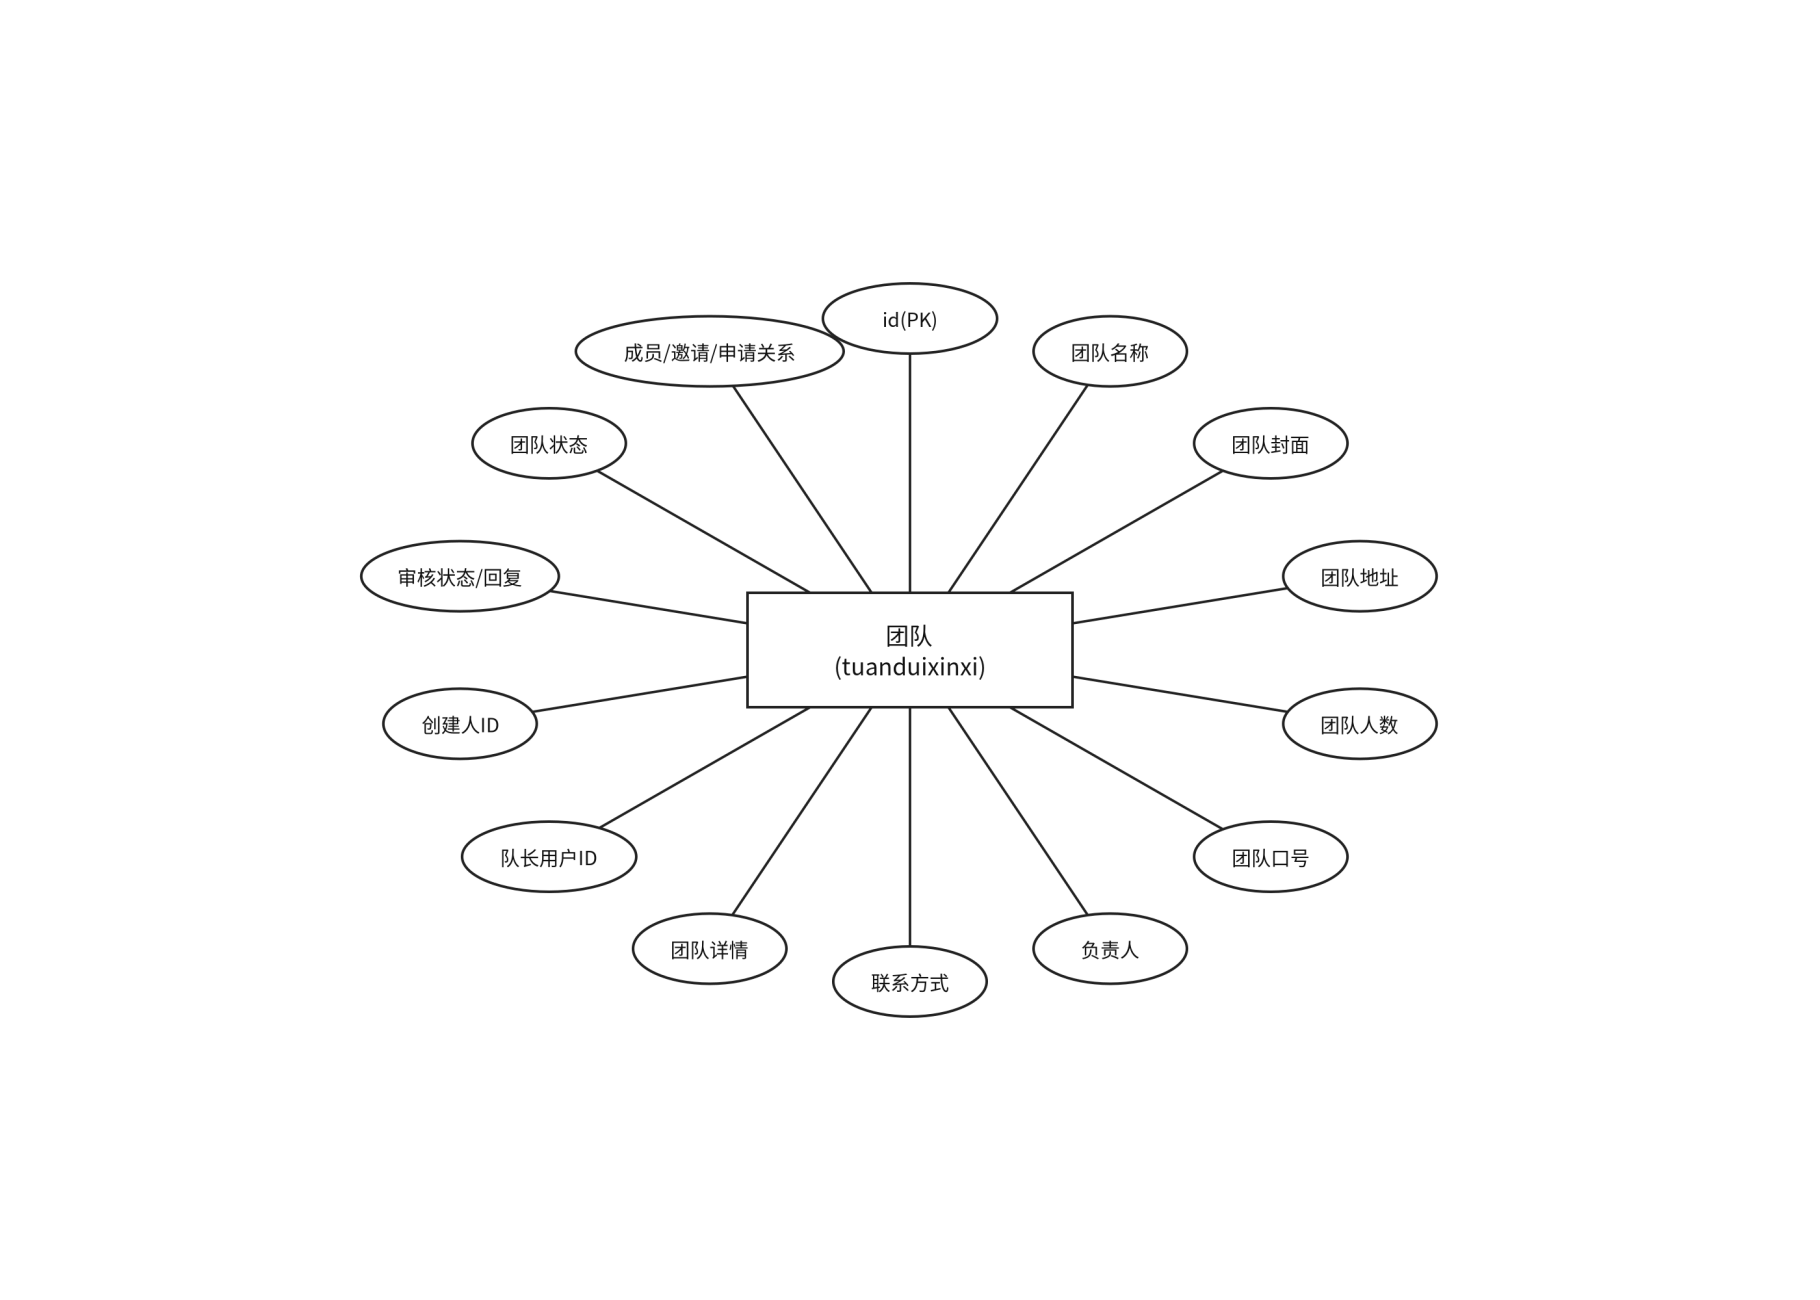 id(PK)
成员/邀请/申请关系
团队名称
团队状态
团队封面
审核状态/回复
团队地址
团队
(tuanduixinxi)
创建人ID
团队人数
队长用户ID
团队口号
团队详情
负责人
联系方式